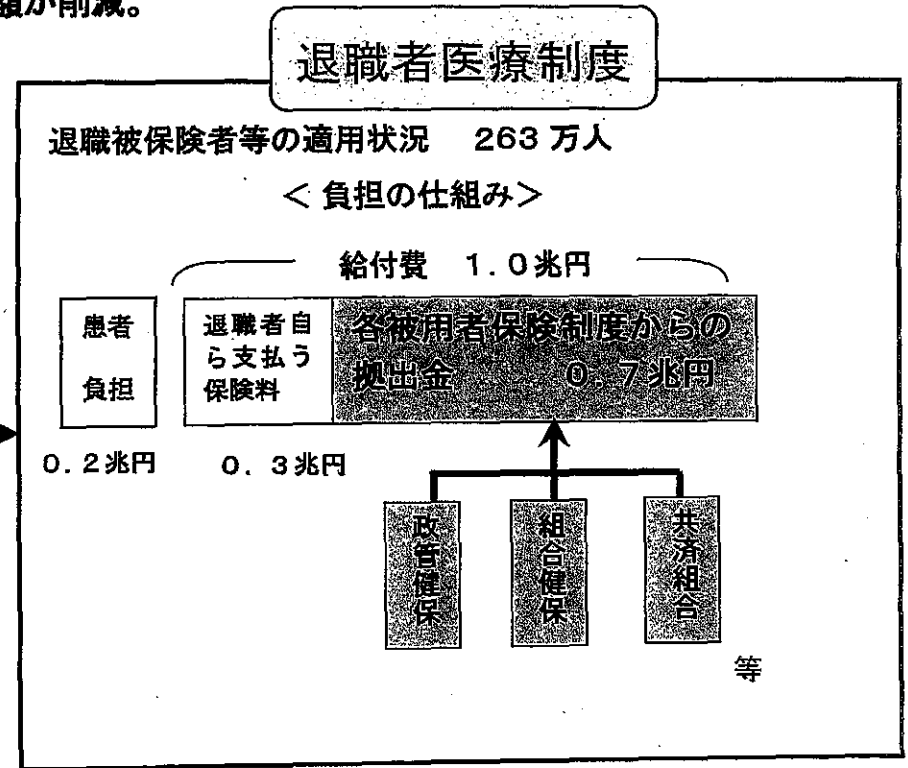 額が削減。
退職者医療制度
退職被保険者等の適用状況 263万人
＜負担の仕組み＞
給付費 1.0兆円
患者
負担
退職者自
ら支払う
保険料
各被用者保険制度からの
拠出金 0.7兆円
0.2兆円 0.3兆円
政管健保
組合健保
共済組合
等